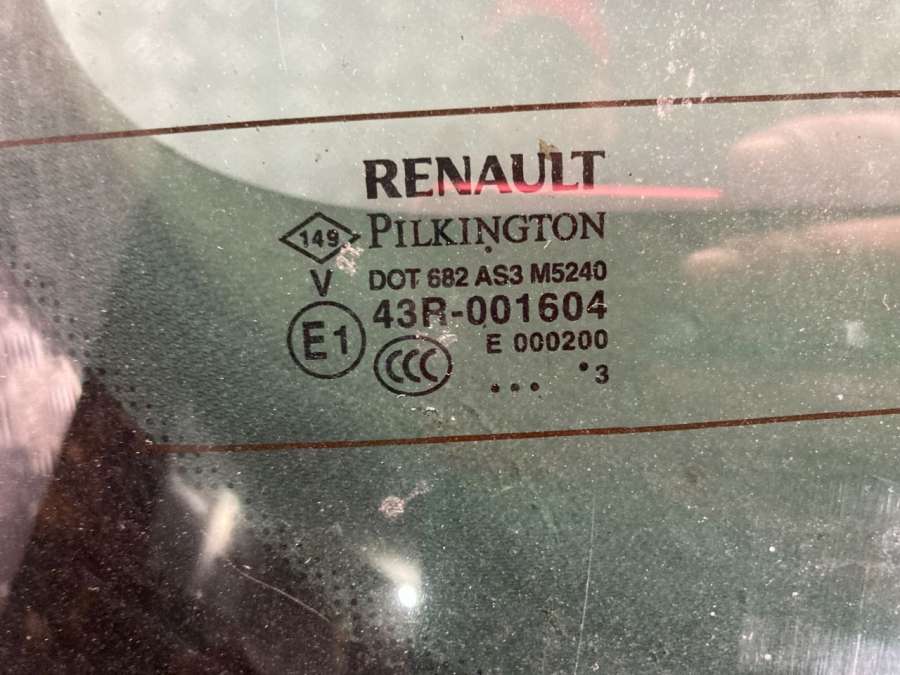 RENAULT
149 PILKINGTON
V DOT 682 AS3 M5240
43R-001604
E1 CCC E 000200
... .3